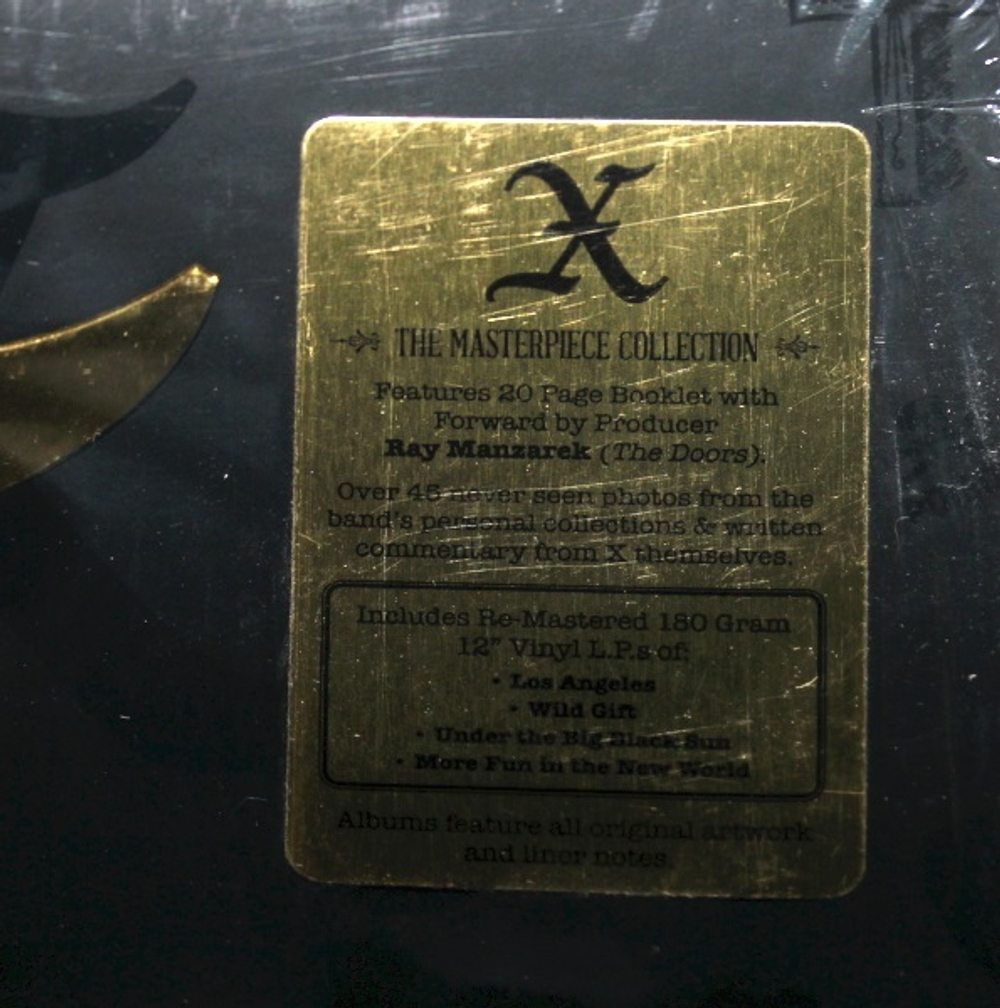 X
THE MASTERPIECE COLLECTION
Features 20 Page Booklet with
Forward by Producer
Ray Manzarek (The Doors).
Over 45 never seen photos from the
band's personal collections & written
commentary from X themselves.
Includes Re-Mastered 180 Gram
12" Vinyl L.P.s of:
• Los Angeles
• Wild Gift
• Under the Big Black Sun
• More Fun in the New World
Albums feature all original artwork
and liner notes.